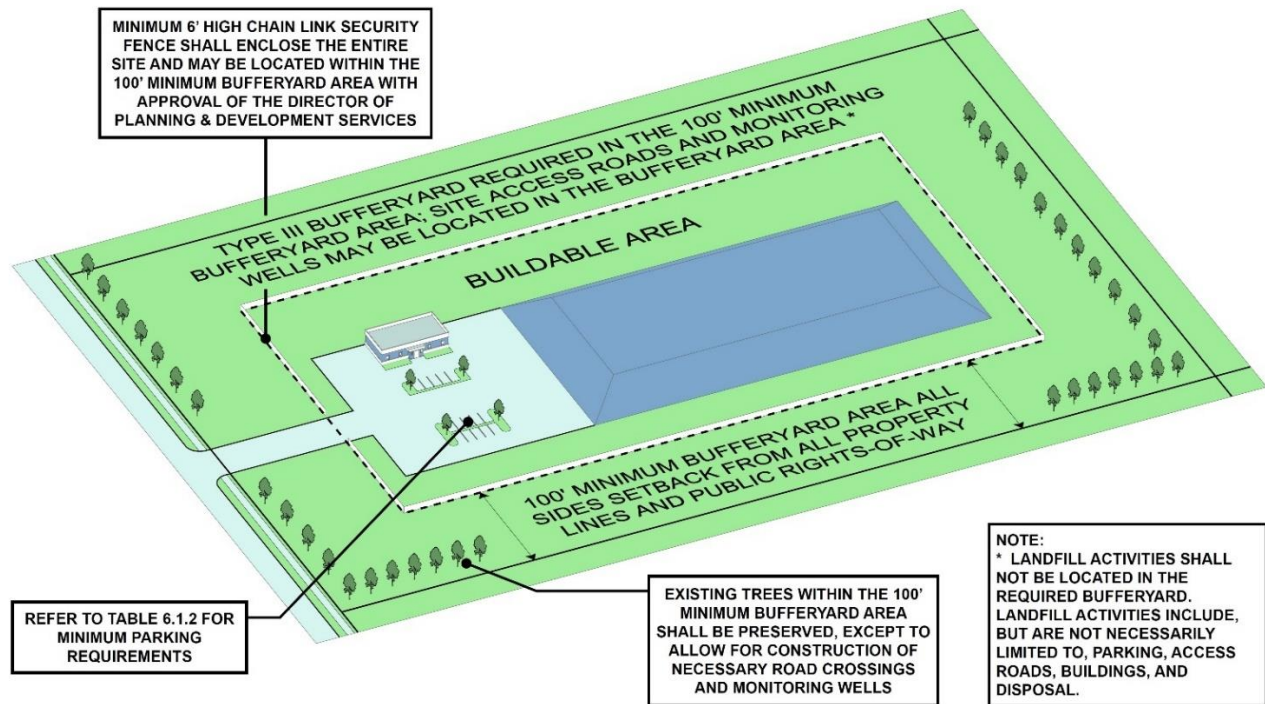 MINIMUM 6' HIGH CHAIN LINK SECURITY
FENCE SHALL ENCLOSE THE ENTIRE
SITE AND MAY BE LOCATED WITHIN THE
100' MINIMUM BUFFERYARD AREA WITH
APPROVAL OF THE DIRECTOR OF
PLANNING & DEVELOPMENT SERVICES
TYPE III BUFFERYARD REQUIRED IN THE 100' MINIMUM
BUFFERYARD AREA; SITE ACCESS ROADS AND MONITORING
WELLS MAY BE LOCATED IN THE BUFFERYARD AREA *
BUILDABLE AREA
100' MINIMUM BUFFERYARD AREA ALL
SIDES SETBACK FROM ALL PROPERTY
LINES AND PUBLIC RIGHTS-OF-WAY
REFER TO TABLE 6.1.2 FOR
MINIMUM PARKING
REQUIREMENTS
EXISTING TREES WITHIN THE 100'
MINIMUM BUFFERYARD AREA
SHALL BE PRESERVED, EXCEPT TO
ALLOW FOR CONSTRUCTION OF
NECESSARY ROAD CROSSINGS
AND MONITORING WELLS
NOTE:
* LANDFILL ACTIVITIES SHALL
NOT BE LOCATED IN THE
REQUIRED BUFFERYARD.
LANDFILL ACTIVITIES INCLUDE,
BUT ARE NOT NECESSARILY
LIMITED TO, PARKING, ACCESS
ROADS, BUILDINGS, AND
DISPOSAL.